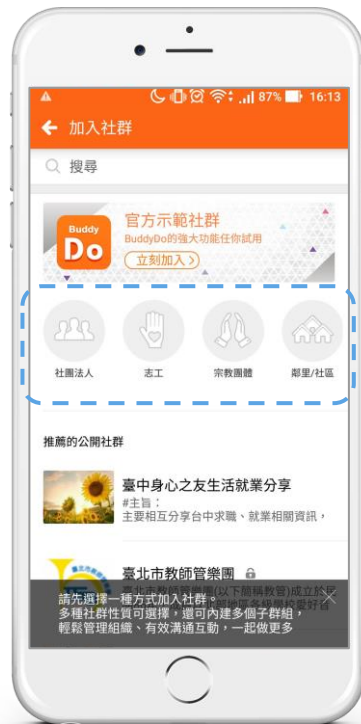 87% 16:13
加入社群
搜尋
Buddy
Do
官方示範社群
BuddyDo的強大功能任你試用
立刻加入
社團法人
志工
宗教團體
鄰里/社區
推薦的公開社群
臺中身心之友生活就業分享
#主旨：
主要相互分享台中求職、就業相關資訊，
臺北市教師管樂團
請先選擇一種方式加入社群。
多種社群性質可選擇，還可內建多個子群組，
輕鬆管理組織、有效溝通互動，一起做更多